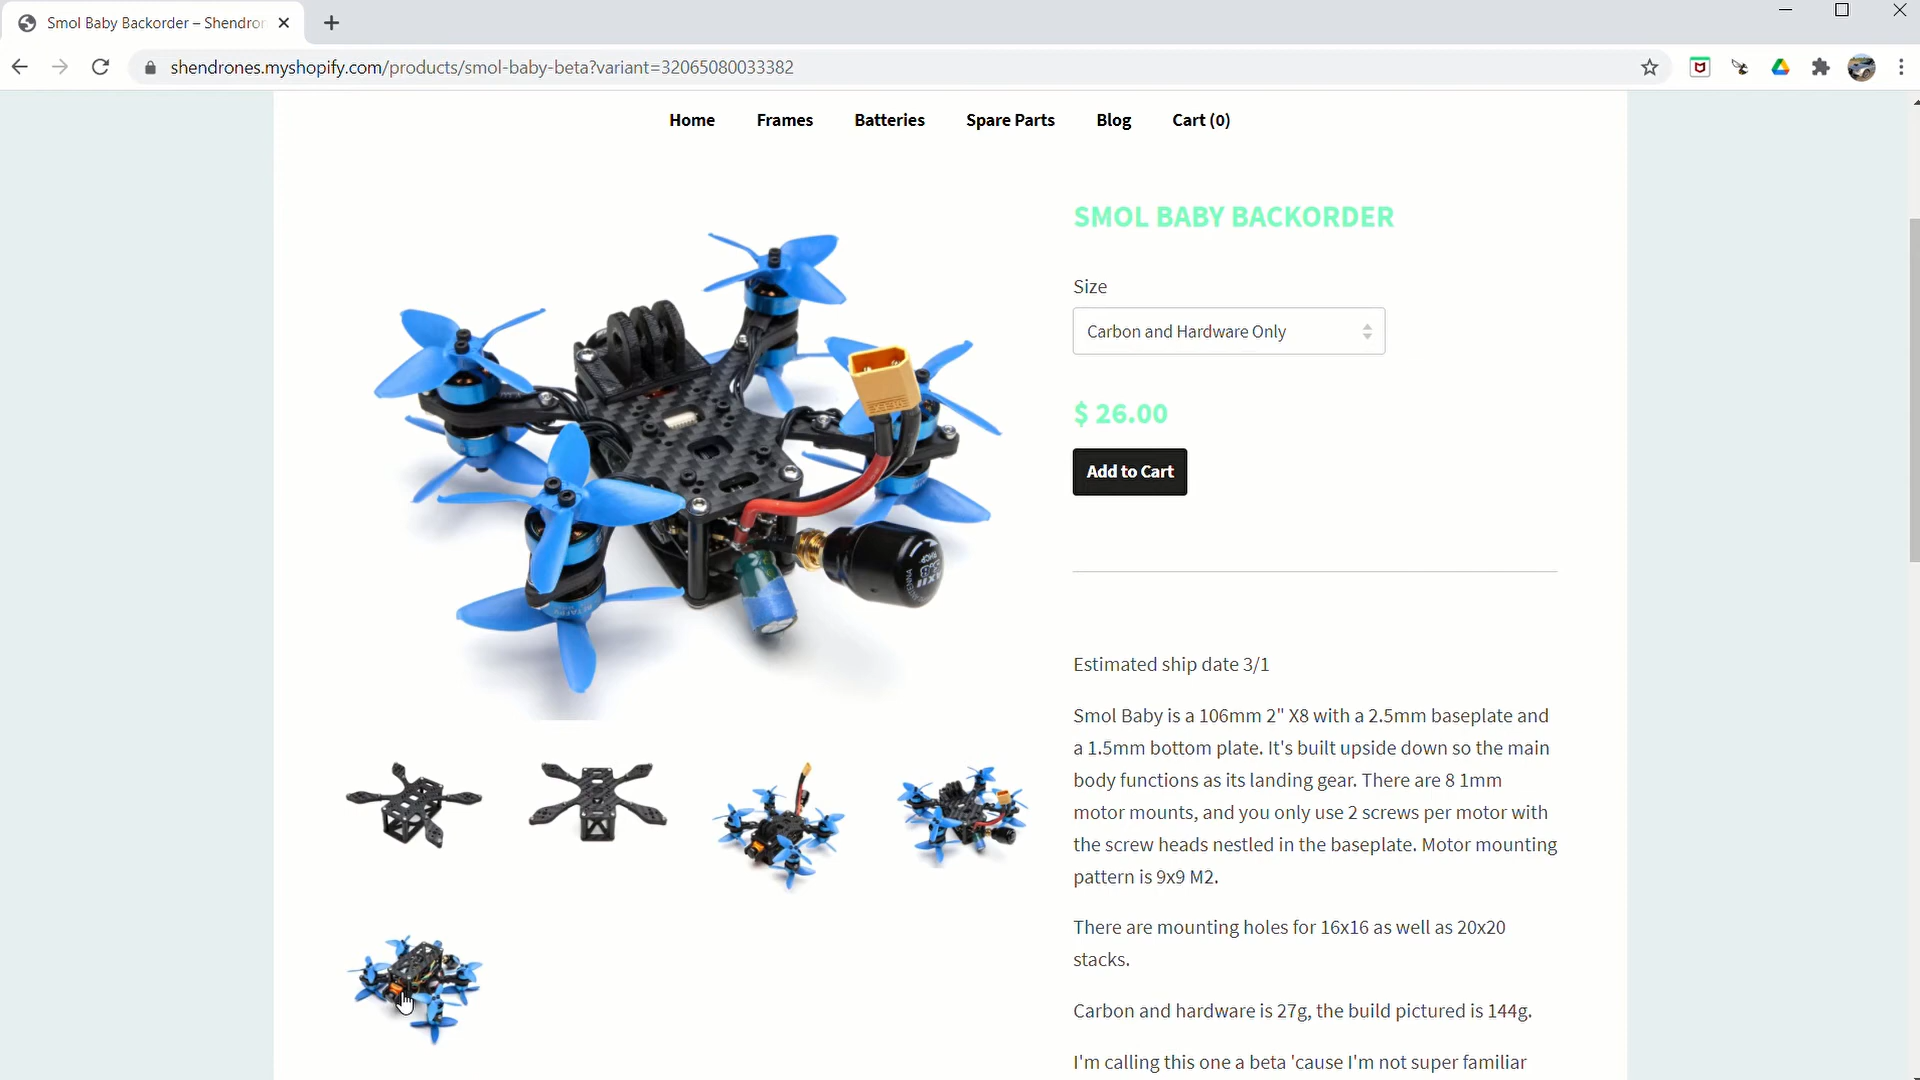 Smol Baby Backorder – Shendron
shendrones.myshopify.com/products/smol-baby-beta?variant=32065080033382
Home Frames Batteries Spare Parts Blog Cart (0)
SMOL BABY BACKORDER
Size
Carbon and Hardware Only
$ 26.00
Add to Cart
Estimated ship date 3/1
Smol Baby is a 106mm 2" X8 with a 2.5mm baseplate and
a 1.5mm bottom plate. It's built upside down so the main
body functions as its landing gear. There are 8 1mm
motor mounts, and you only use 2 screws per motor with
the screw heads nestled in the baseplate. Motor mounting
pattern is 9x9 M2.
There are mounting holes for 16x16 as well as 20x20
stacks.
Carbon and hardware is 27g, the build pictured is 144g.
I'm calling this one a beta 'cause I'm not super familiar